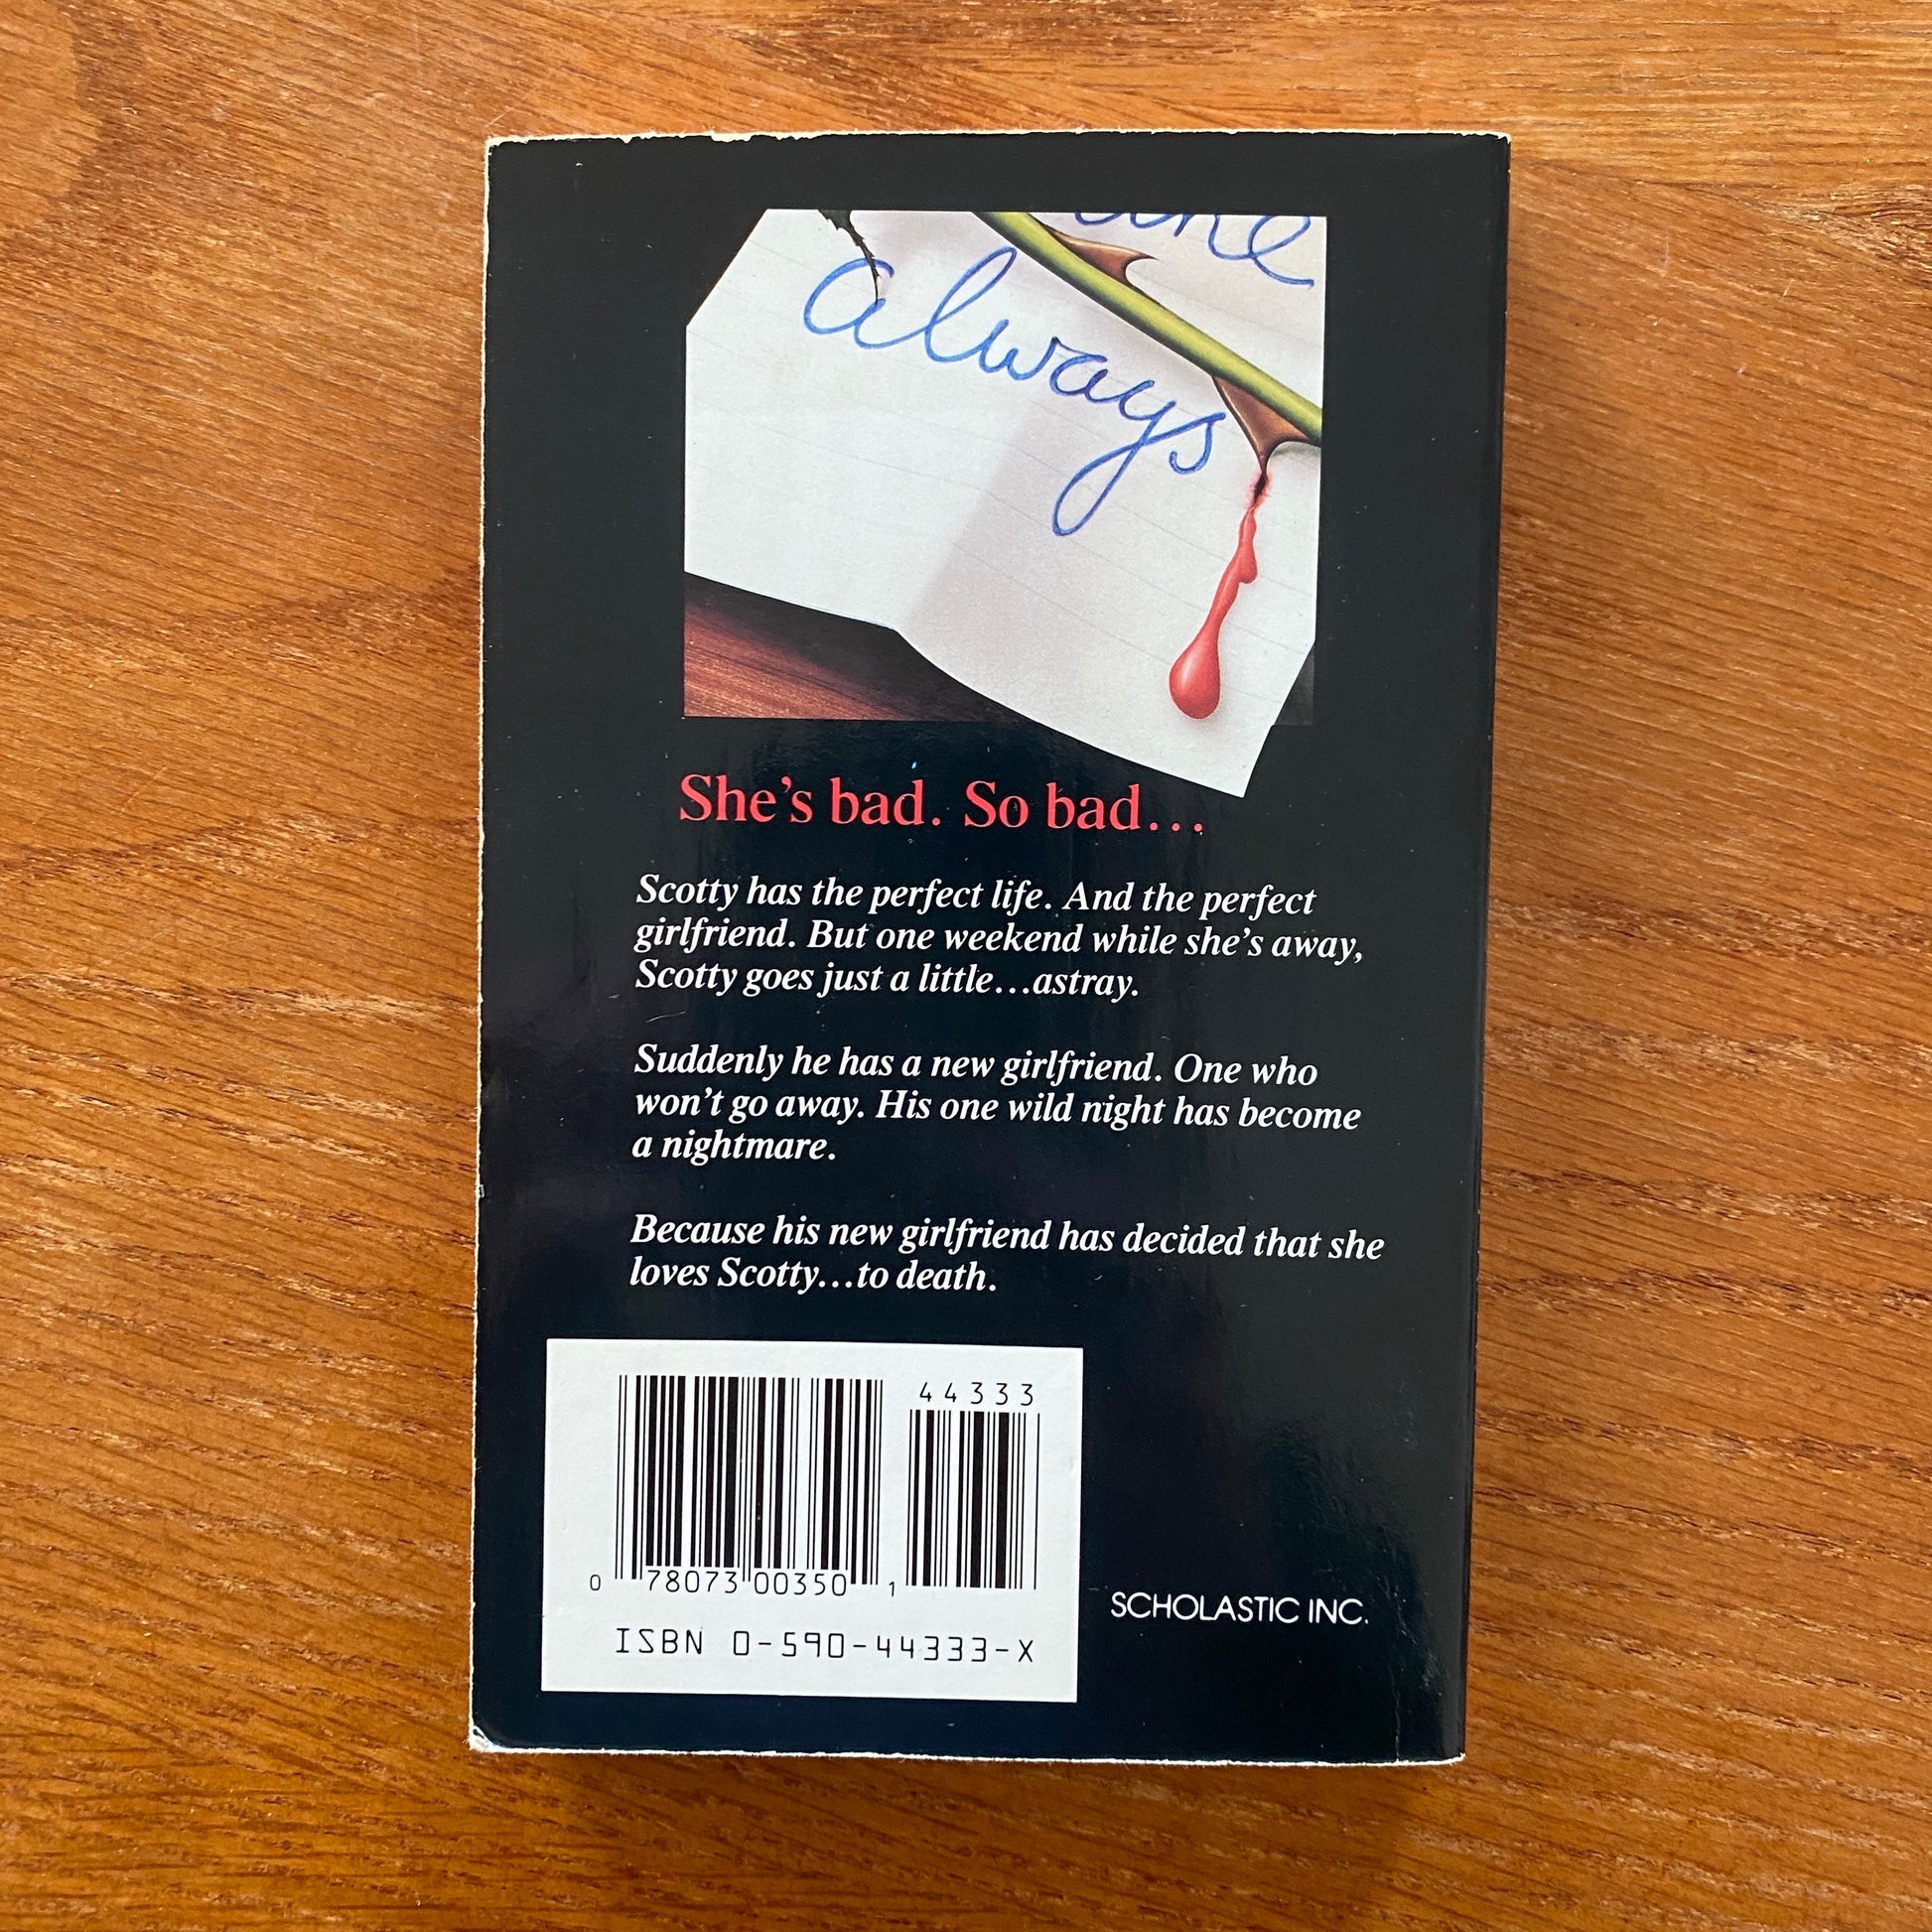 always
She's bad. So bad...
Scotty has the perfect life. And the perfect
girlfriend. But one weekend while she's away,
Scotty goes just a little...astray.
Suddenly he has a new girlfriend. One who
won't go away. His one wild night has become
a nightmare.
Because his new girlfriend has decided that she
loves Scotty...to death.
44333
0 78073 00350 1
ISBN 0-590-44333-X
SCHOLASTIC INC.